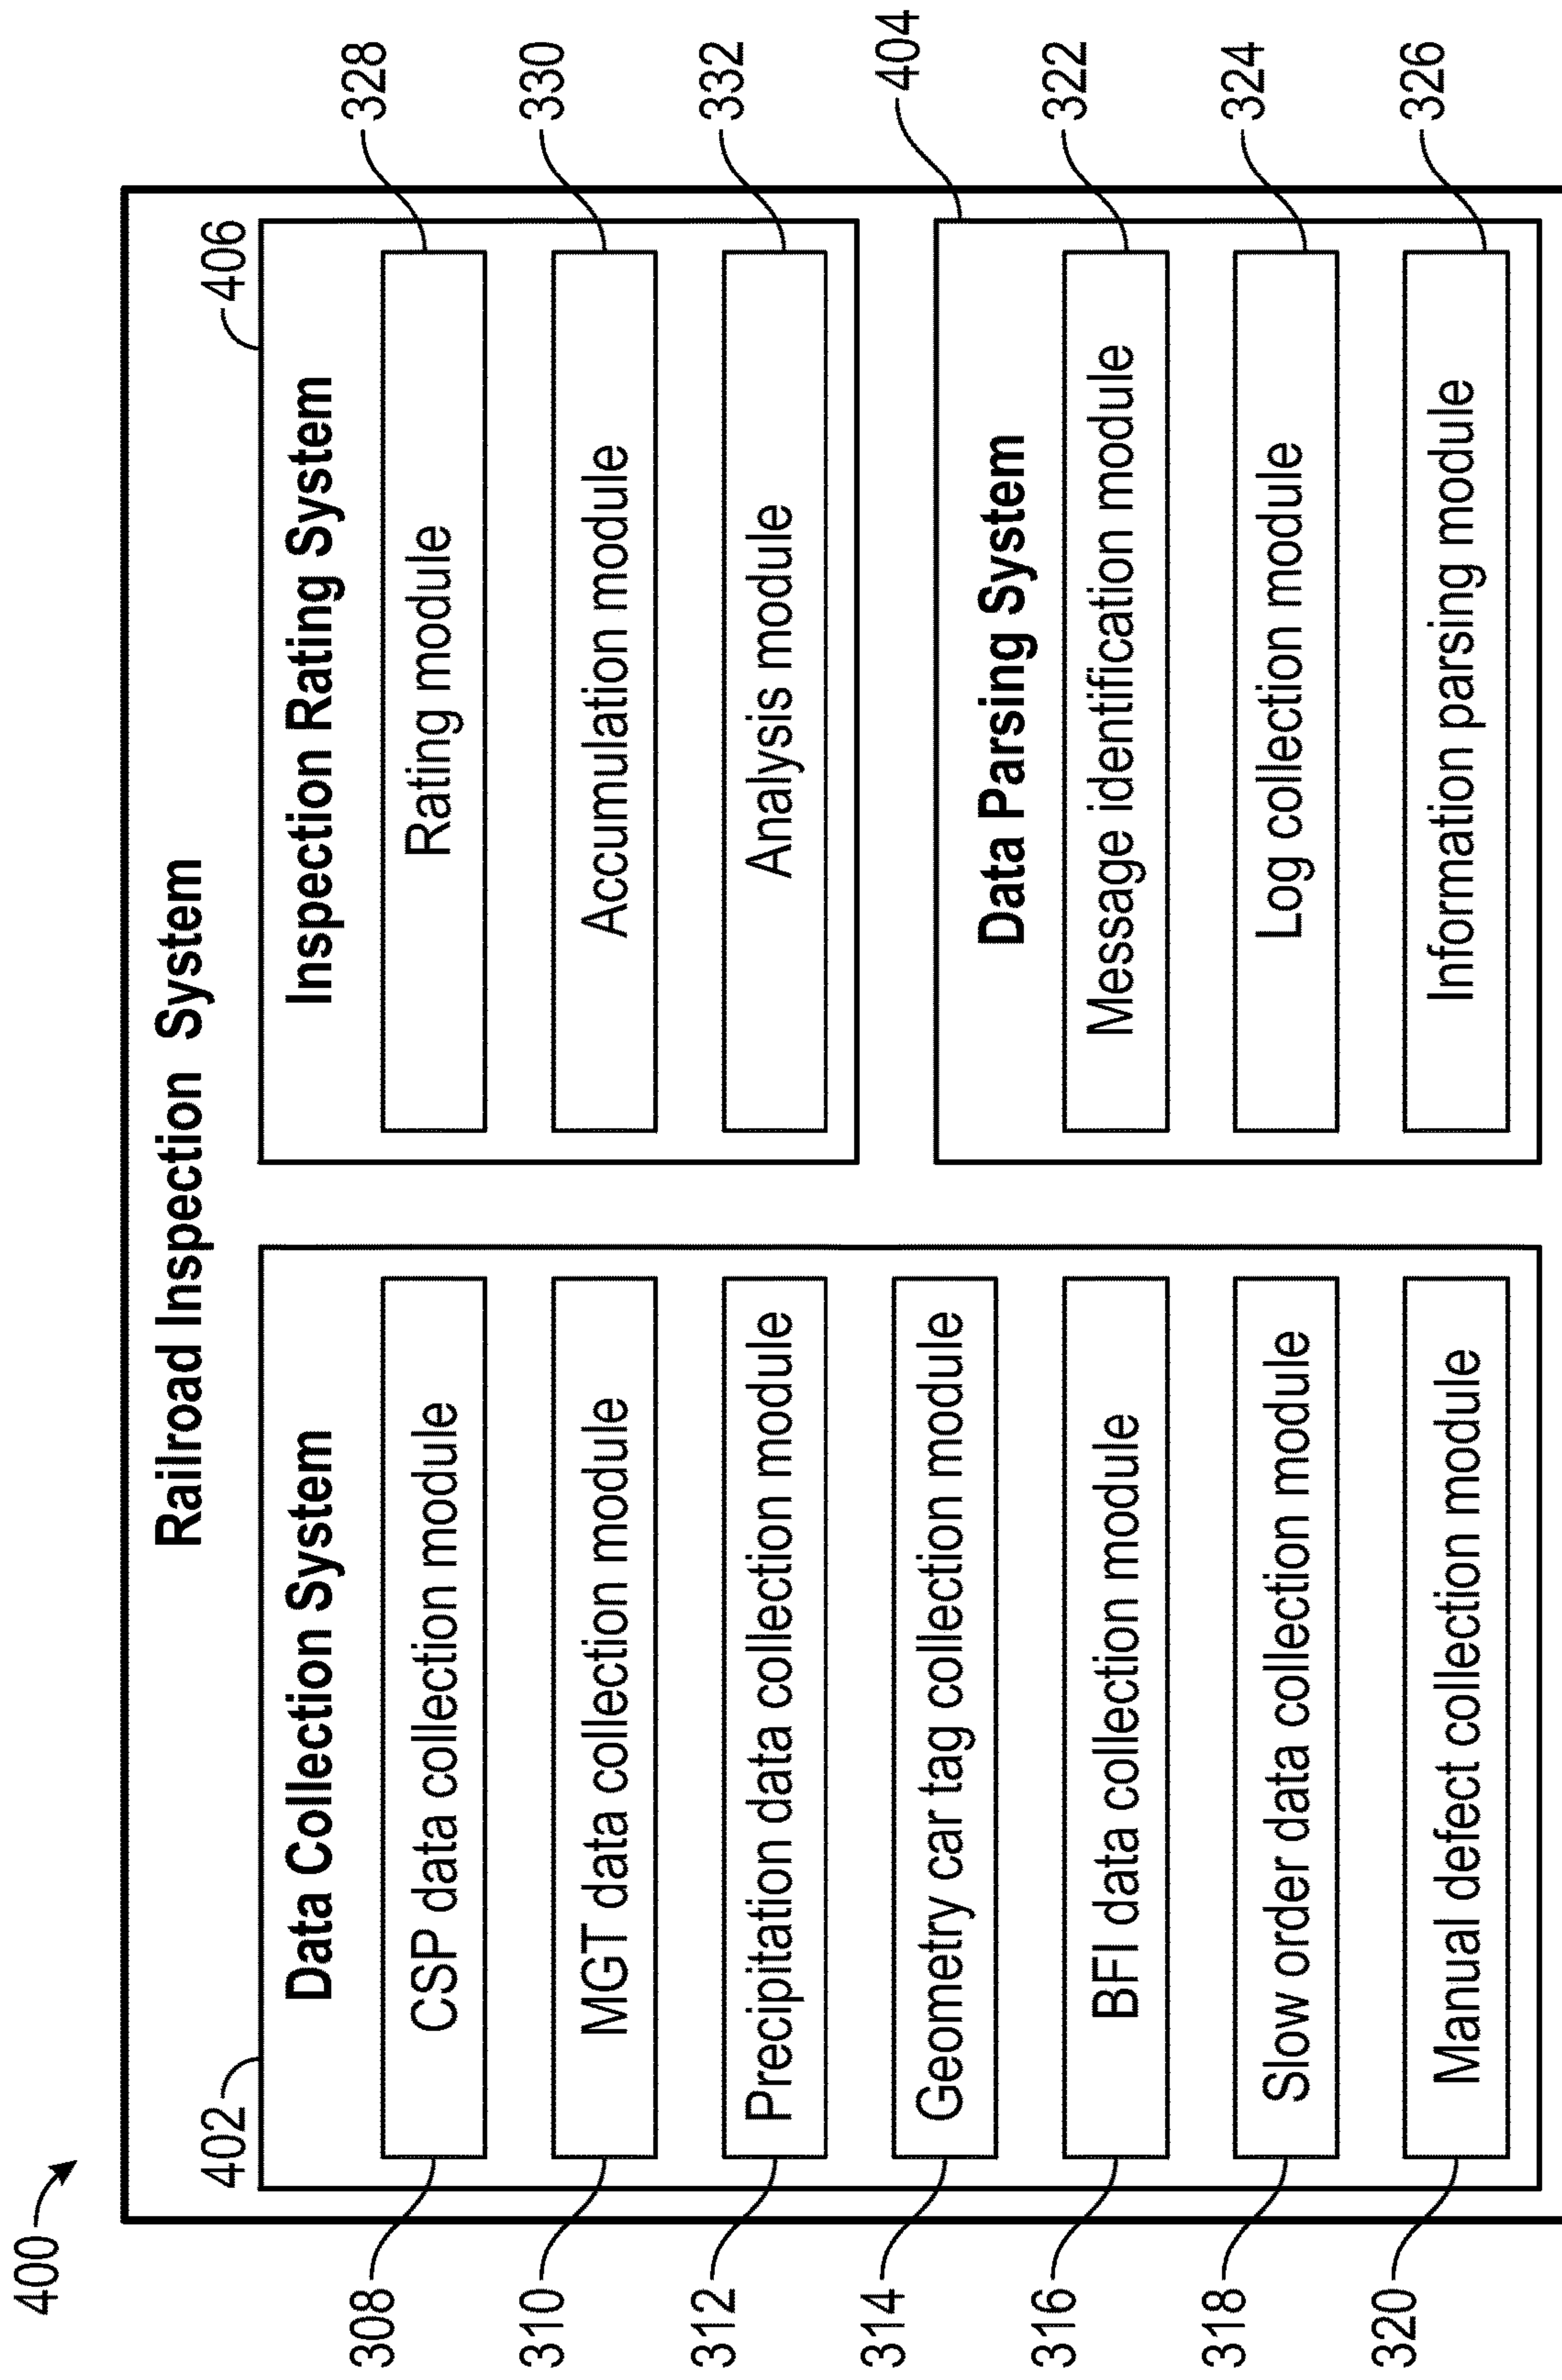 400
Railroad Inspection System
402
Data Collection System
308
CSP data collection module
310
MGT data collection module
312
Precipitation data collection module
314
Geometry car tag collection module
316
BFI data collection module
318
Slow order data collection module
320
Manual defect collection module
406
Inspection Rating System
Rating module
328
Accumulation module
330
Analysis module
332
404
Data Parsing System
Message identification module
322
Log collection module
324
Information parsing module
326